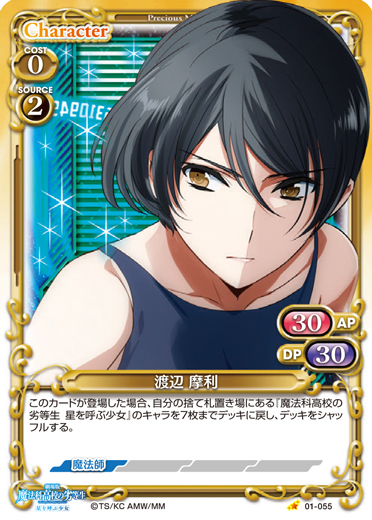 Precious M
Character
COST
0
SOURCE
2
30 AP
DP 30
渡辺 摩利
このカードが登場した場合、自分の捨て札置き場にある『魔法科高校の
劣等生 星を呼ぶ少女』のキャラを7枚までデッキに戻し、デッキをシャッ
フルする。
魔法師
劇場版
魔法科高校の劣等生
星を呼ぶ少女
©TS/KC AMW/MM
01-055